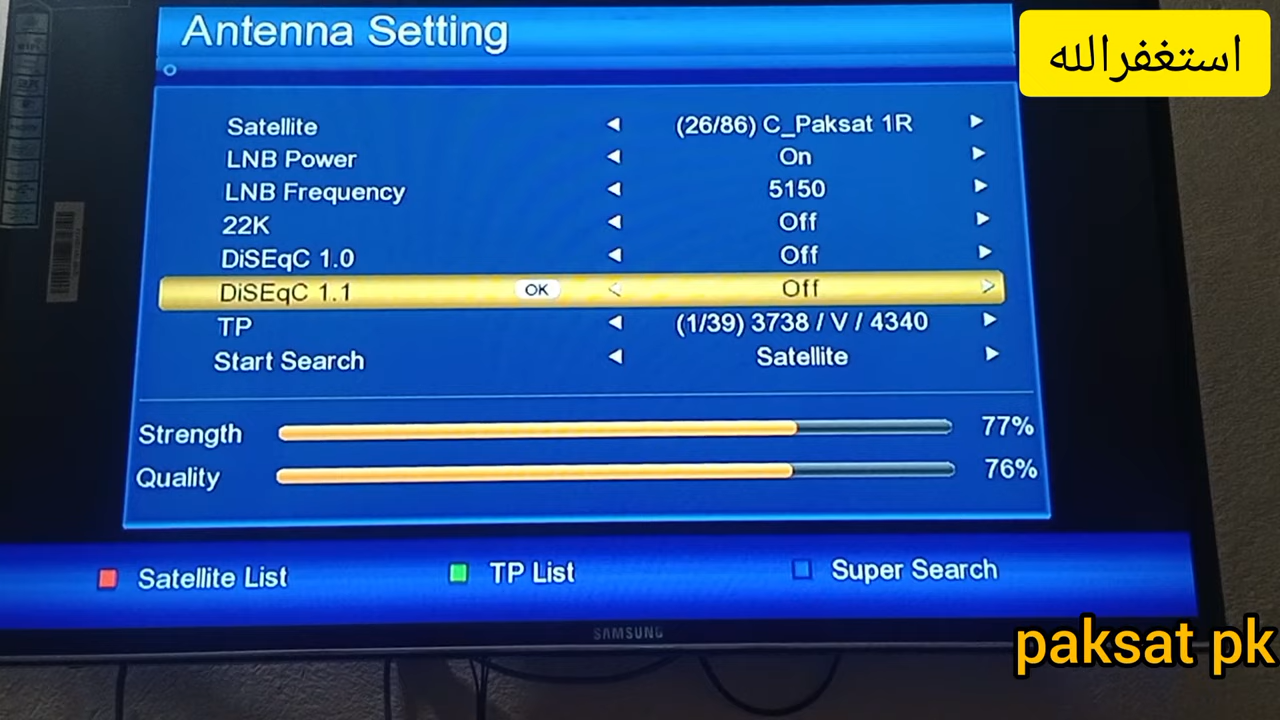 Antenna Setting
استغفرالله
Satellite (26/86) C_Paksat 1R
LNB Power On
LNB Frequency 5150
22K Off
DiSEqC 1.0 Off
DiSEqC 1.1 OK Off
TP (1/39) 3738 / V / 4340
Start Search Satellite
Strength 77%
Quality 76%
Satellite List TP List Super Search
SAMSUNG
paksat pk